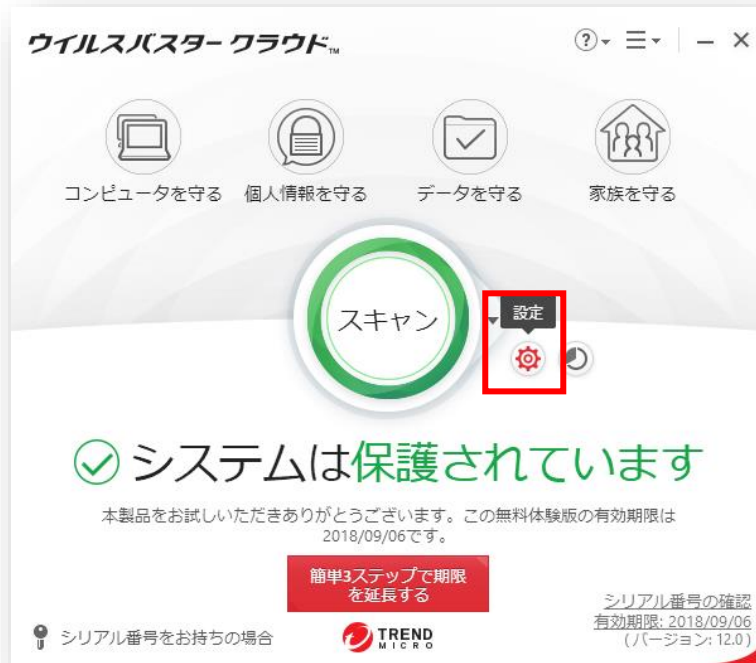 ウイルスバスター クラウド™
?
コンピュータを守る 個人情報を守る データを守る 家族を守る
スキャン
設定
システムは保護されています
本製品をお試しいただきありがとうございます。この無料体験版の有効期限は
2018/09/06です。
簡単3ステップで期限
を延長する
シリアル番号をお持ちの場合
TREND
MICRO
シリアル番号の確認
有効期限: 2018/09/06
(バージョン: 12.0)